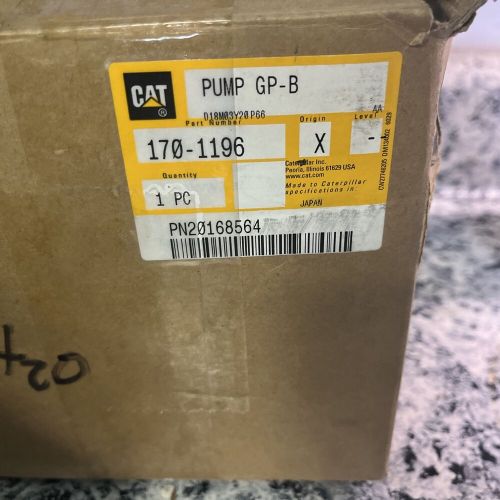 CAT
®
PUMP GP-B
D18M03Y20P66
AA
Part Number
Origin
Level
170-1196
X
--
Quantity
Caterpillar Inc.
Peoria, Illinois 61629 USA
www.cat.com
1 PC
Made to Caterpillar
specifications in.
JAPAN
PN20168564